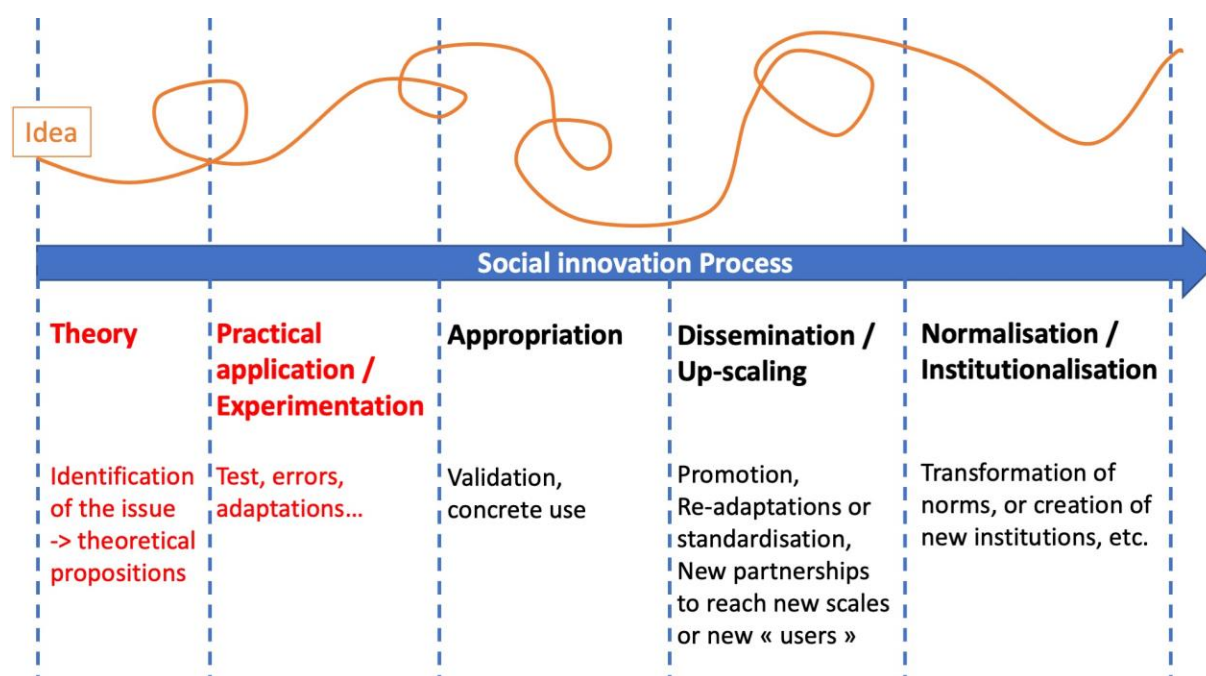 Idea
Social innovation Process
Theory
Practical
application /
Experimentation
Appropriation
Dissemination /
Up-scaling
Normalisation /
Institutionalisation
Identification
of the issue
-> theoretical
propositions
Test, errors,
adaptations…
Validation,
concrete use
Promotion,
Re-adaptations or
standardisation,
New partnerships
to reach new scales
or new « users »
Transformation of
norms, or creation of
new institutions, etc.